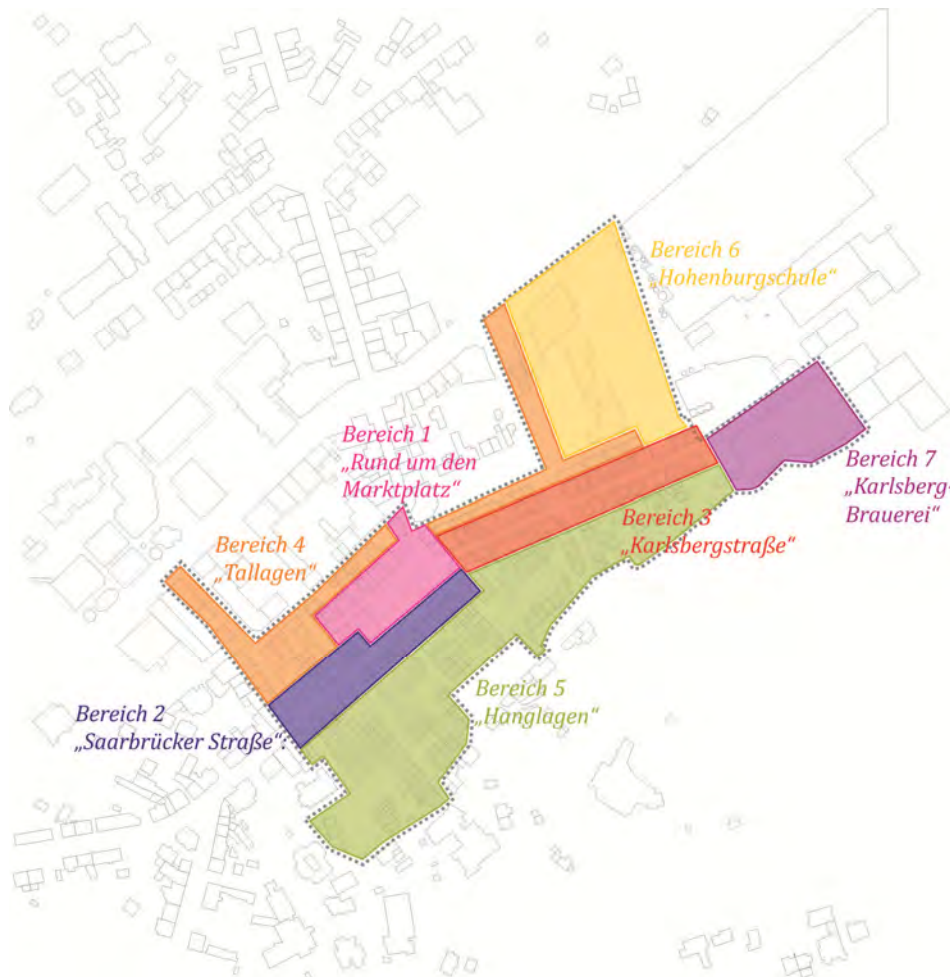 Bereich 6
„Hohenburgschule“
Bereich 1
„Rund um den
Marktplatz“
Bereich 7
„Karlsberg-
Brauerei“
Bereich 3
„Karlsbergstraße“
Bereich 4
„Tallagen“
Bereich 5
„Hanglagen“
Bereich 2
„Saarbrücker Straße“